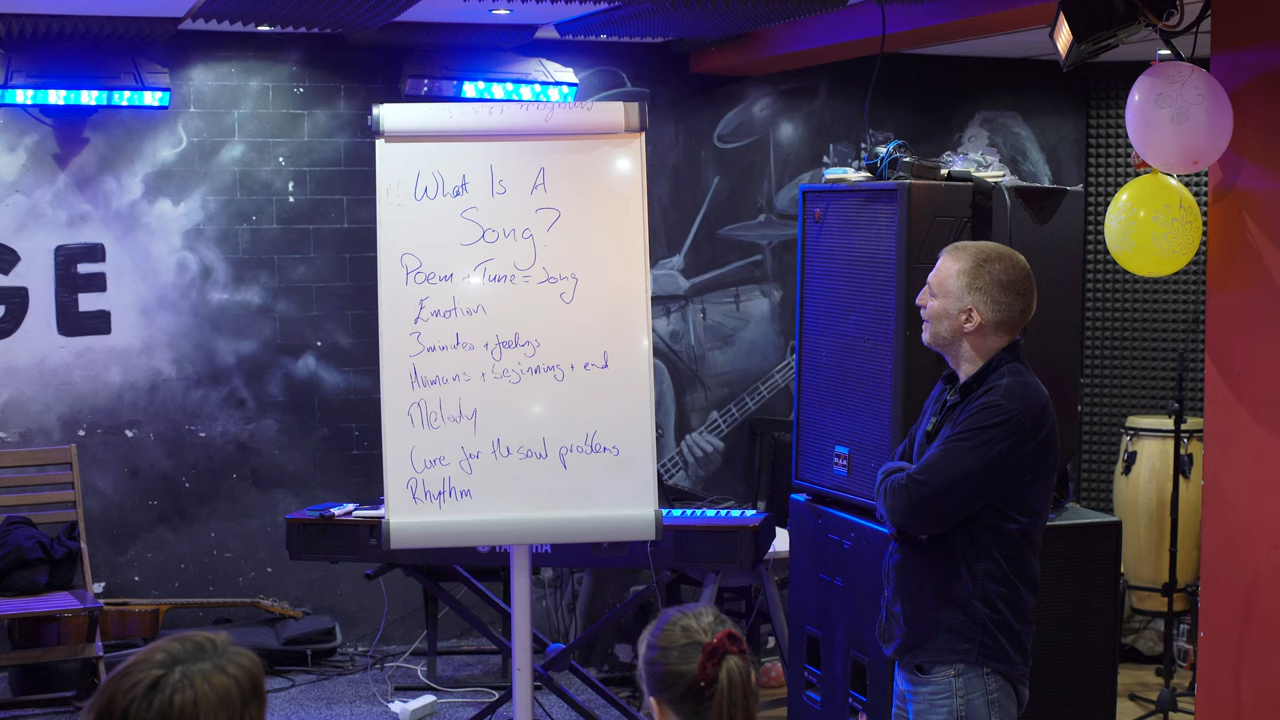 What Is A
Song?
Poem + Tune = Song
Emotion
3 minutes + feelings
Humans + beginning + end
Melody
Cure for the soul problems
Rhythm
GE
YAMAHA